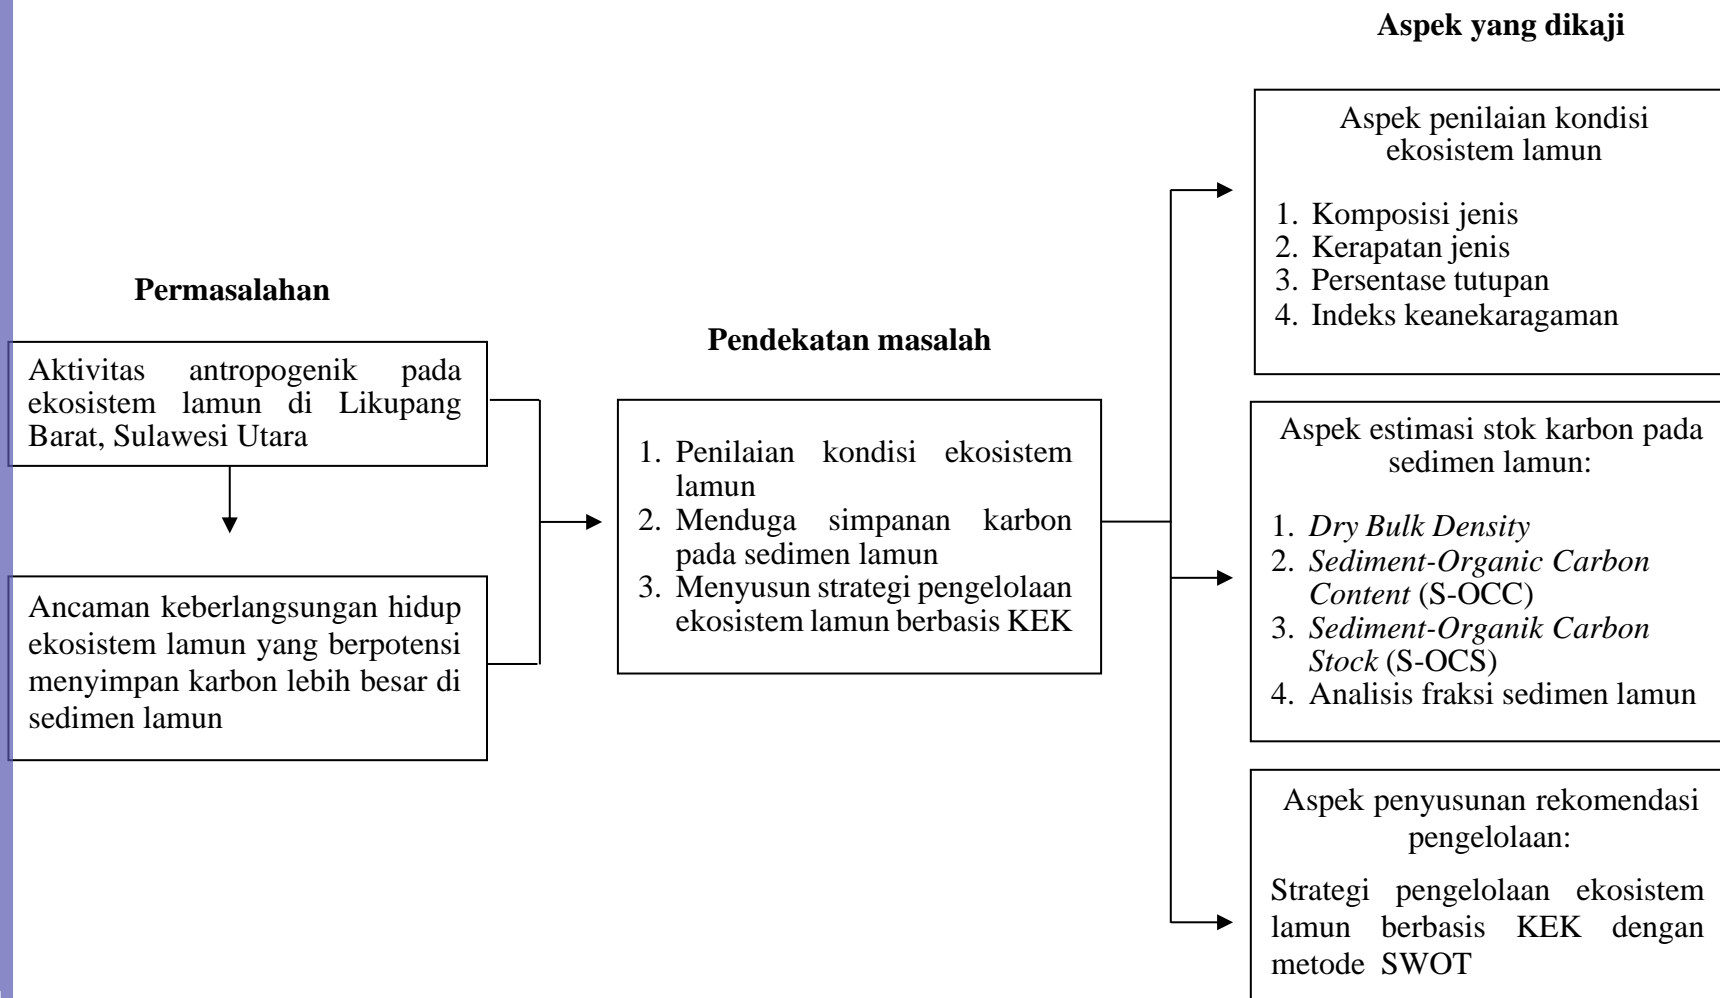 Permasalahan
Aktivitas antropogenik pada
ekosistem lamun di Likupang
Barat, Sulawesi Utara
Ancaman keberlangsungan hidup
ekosistem lamun yang berpotensi
menyimpan karbon lebih besar di
sedimen lamun
Pendekatan masalah
1. Penilaian kondisi ekosistem
lamun
2. Menduga simpanan karbon
pada sedimen lamun
3. Menyusun strategi pengelolaan
ekosistem lamun berbasis KEK
Aspek yang dikaji
Aspek penilaian kondisi
ekosistem lamun
1. Komposisi jenis
2. Kerapatan jenis
3. Persentase tutupan
4. Indeks keanekaragaman
Aspek estimasi stok karbon pada
sedimen lamun:
1. Dry Bulk Density
2. Sediment-Organic Carbon
Content (S-OCC)
3. Sediment-Organik Carbon
Stock (S-OCS)
4. Analisis fraksi sedimen lamun
Aspek penyusunan rekomendasi
pengelolaan:
Strategi pengelolaan ekosistem
lamun berbasis KEK dengan
metode SWOT